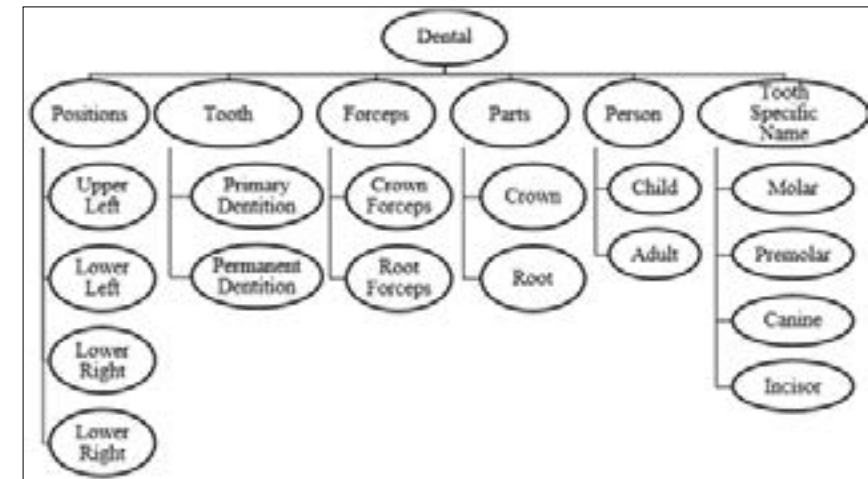 Dental
Positions
Tooth
Forceps
Parts
Person
Tooth
Specific
Name
Upper
Left
Lower
Left
Lower
Right
Lower
Right
Primary
Dentition
Permanent
Dentition
Crown
Forceps
Root
Forceps
Crown
Root
Child
Adult
Molar
Premolar
Canine
Incisor